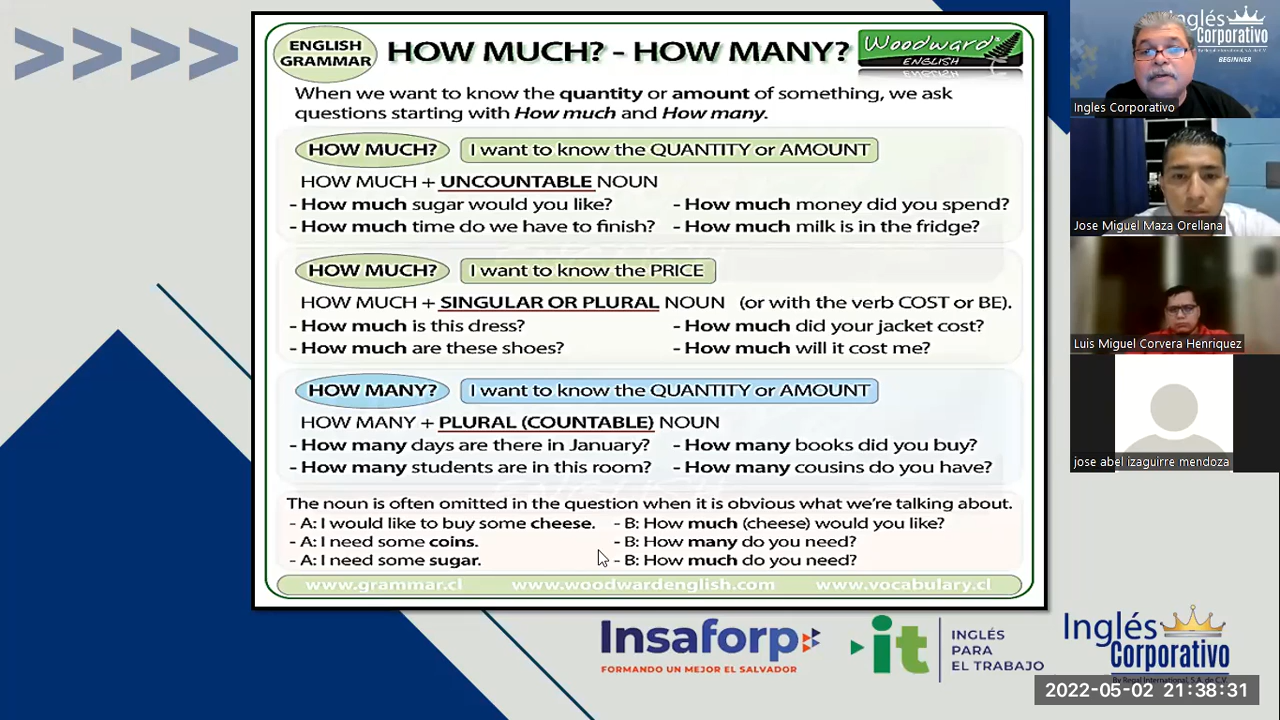 ENGLISH
GRAMMAR
HOW MUCH? - HOW MANY?
Woodward
ENGLISH
When we want to know the quantity or amount of something, we ask
questions starting with How much and How many.
HOW MUCH? I want to know the QUANTITY or AMOUNT
HOW MUCH + UNCOUNTABLE NOUN
- How much sugar would you like? - How much money did you spend?
- How much time do we have to finish? - How much milk is in the fridge?
HOW MUCH? I want to know the PRICE
HOW MUCH + SINGULAR OR PLURAL NOUN (or with the verb COST or BE).
- How much is this dress? - How much did your jacket cost?
- How much are these shoes? - How much will it cost me?
HOW MANY? I want to know the QUANTITY or AMOUNT
HOW MANY + PLURAL (COUNTABLE) NOUN
- How many days are there in January? - How many books did you buy?
- How many students are in this room? - How many cousins do you have?
The noun is often omitted in the question when it is obvious what we're talking about.
- A: I would like to buy some cheese. - B: How much (cheese) would you like?
- A: I need some coins. - B: How many do you need?
- A: I need some sugar. - B: How much do you need?
www.grammar.cl www.woodwardenglish.com www.vocabulary.cl
Insaforp
FORMANDO UN MEJOR EL SALVADOR
it
INGLÉS
PARA
EL TRABAJO
Inglés
Corporativo
By Regal International, S.A. de C.V.
2022-05-02 21:38:31
Inglés
Corporativo
By Regal International, S.A. de C.V.
BEGINNER
Ingles Corporativo
Jose Miguel Maza Orellana
Luis Miguel Corvera Henriquez
jose abel izaguirre mendoza